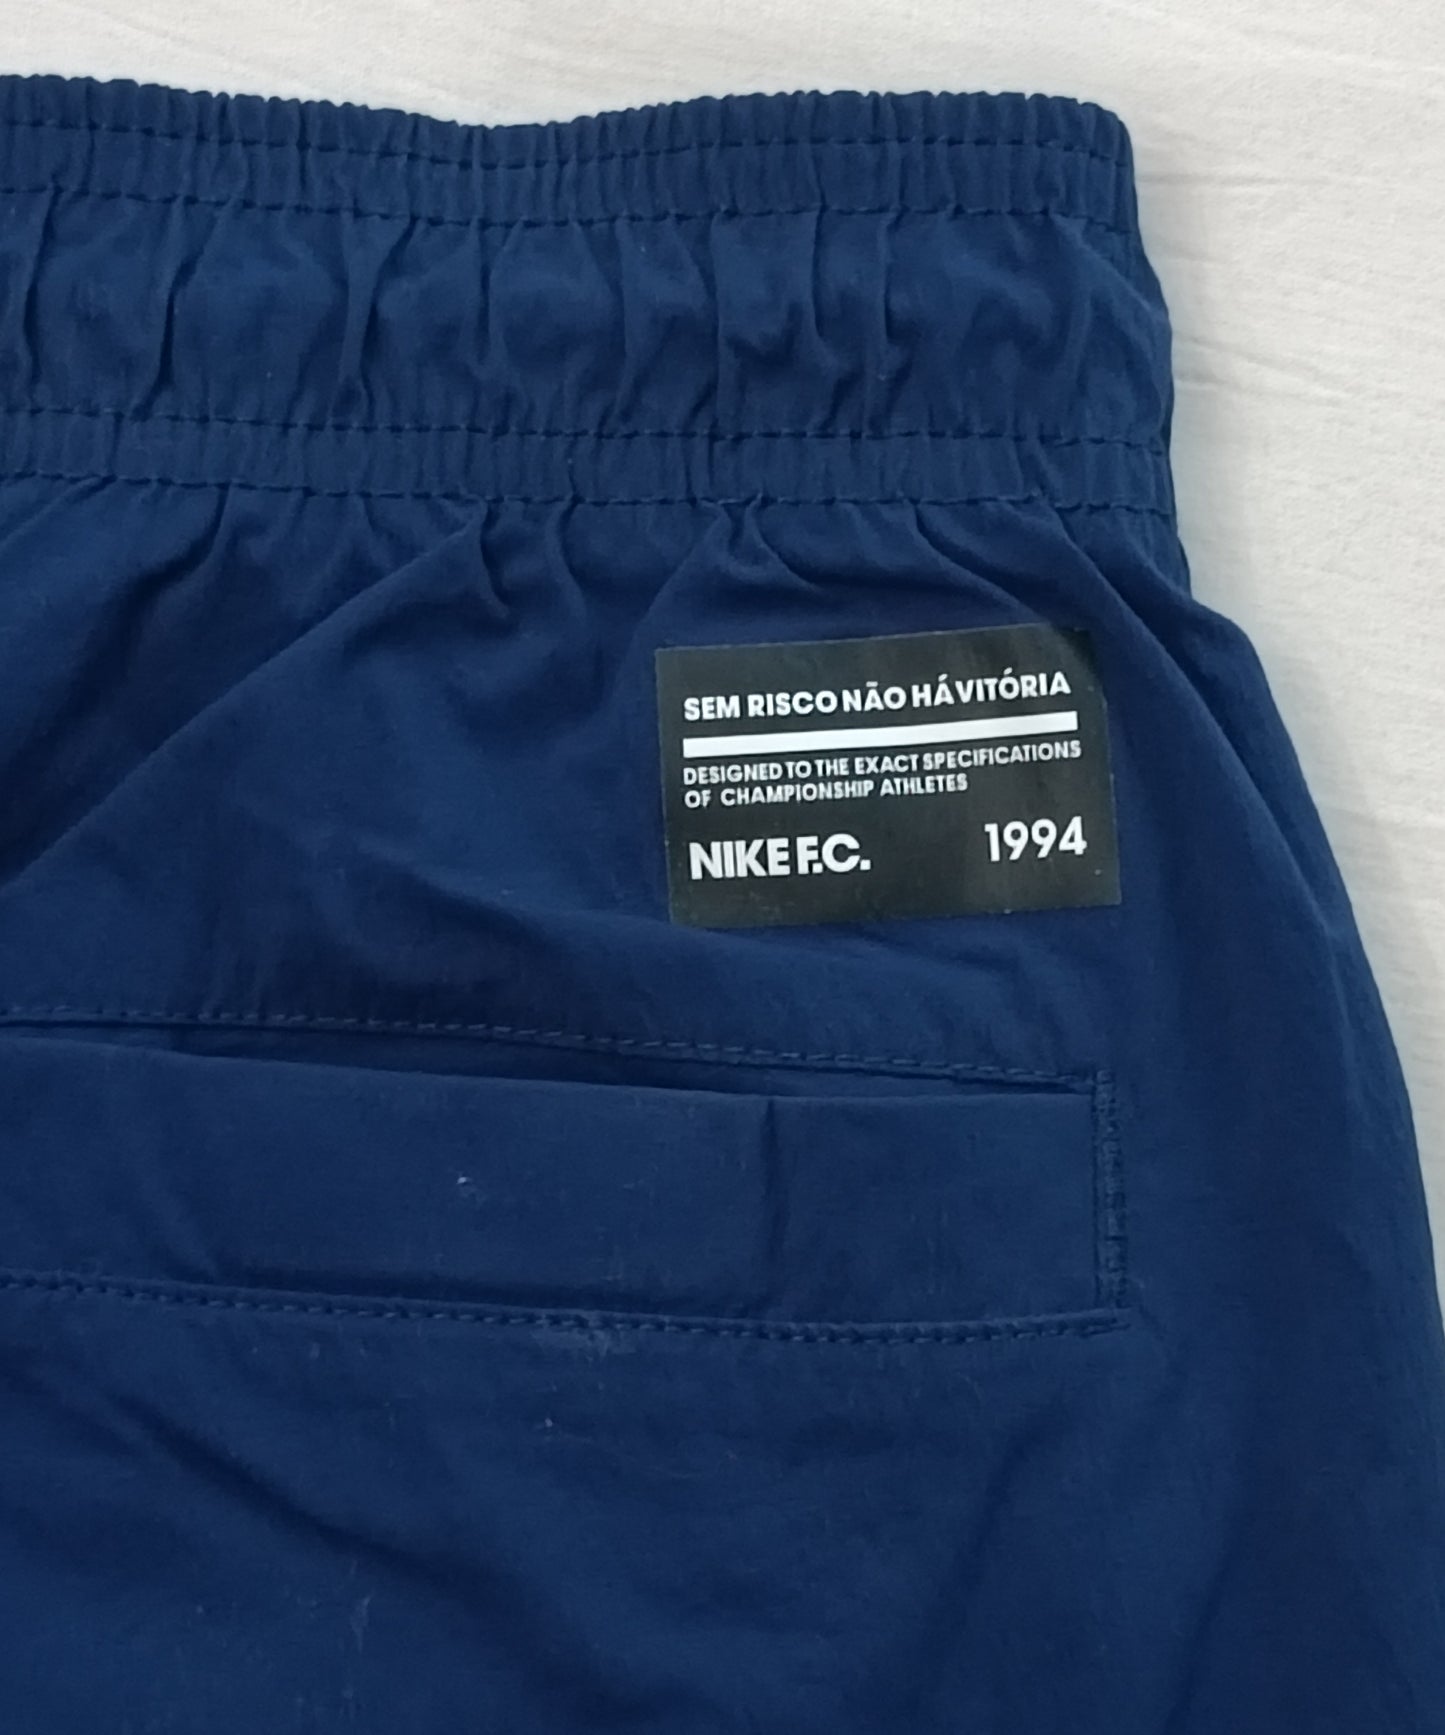 SEM RISCO NÃO HÁ VITÓRIA
DESIGNED TO THE EXACT SPECIFICATIONS
OF CHAMPIONSHIP ATHLETES
NIKE F.C. 1994